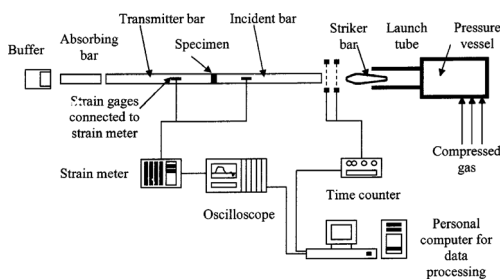 Transmitter bar
Incident bar
Striker
bar
Launch
tube
Pressure
vessel
Buffer
Absorbing
bar
Specimen
Strain gages
connected to
strain meter
Strain meter
Oscilloscope
Time counter
Compressed
gas
Personal
computer for
data
processing